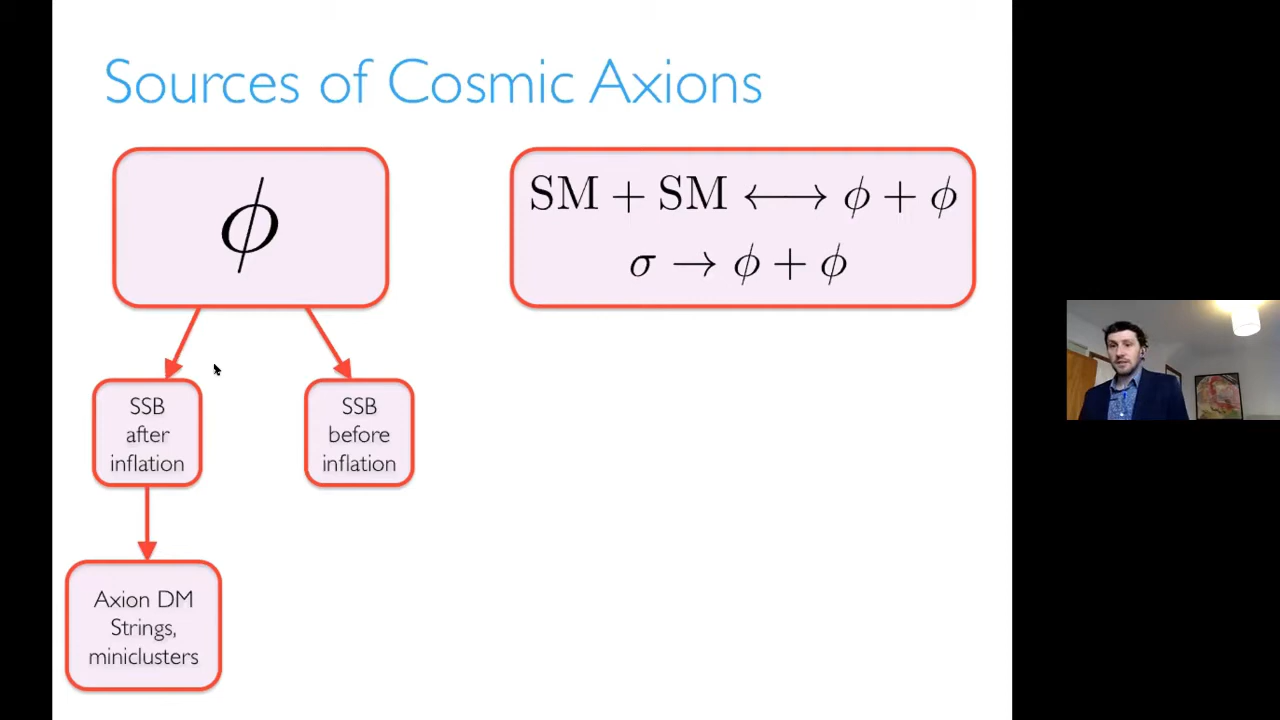 Sources of Cosmic Axions
ϕ
SM + SM ⟷ ϕ + ϕ
σ → ϕ + ϕ
SSB
after
inflation
SSB
before
inflation
Axion DM
Strings,
miniclusters